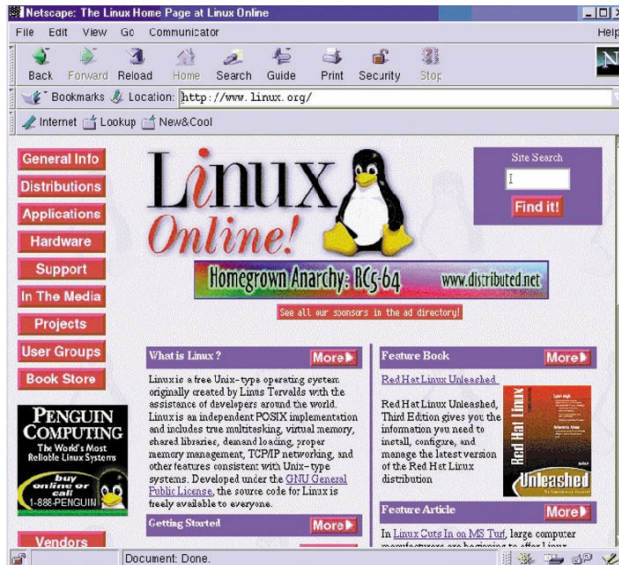 Netscape: The Linux Home Page at Linux Online
File Edit View Go Communicator Help
Back Forward Reload Home Search Guide Print Security Stop
N
Bookmarks Location: http://www.linux.org/
Internet Lookup New&Cool
General Info
Distributions
Applications
Hardware
Support
In The Media
Projects
User Groups
Book Store
PENGUIN
COMPUTING
The World's Most
Reliable Linux Systems
buy
online or
call
1-888-PENGUIN
Vendors
Linux
Online!
Site Search
Find it!
Homegrown Anarchy: RC5-64 www.distributed.net
See all our sponsors in the ad directory!
What is Linux? More
Linux is a free Unix-type operating system
originally created by Linus Torvalds with the
assistance of developers around the world.
Linux is an independent POSIX implementation
and includes true multitasking, virtual memory,
shared libraries, demand loading, proper
memory management, TCP/IP networking, and
other features consistent with Unix-type
systems. Developed under the GNU General
Public License, the source code for Linux is
freely available to everyone.
Getting Started More
Feature Book More
Red Hat Linux Unleashed
Red Hat Linux Unleashed,
Third Edition gives you the
information you need to
install, configure, and
manage the latest version
of the Red Hat Linux
distribution
Red Hat Linux
Unleashed
Feature Article More
In Linux Cuts In on MS Turf, large computer
manufacturers are beginning to offer Linux
Document: Done.